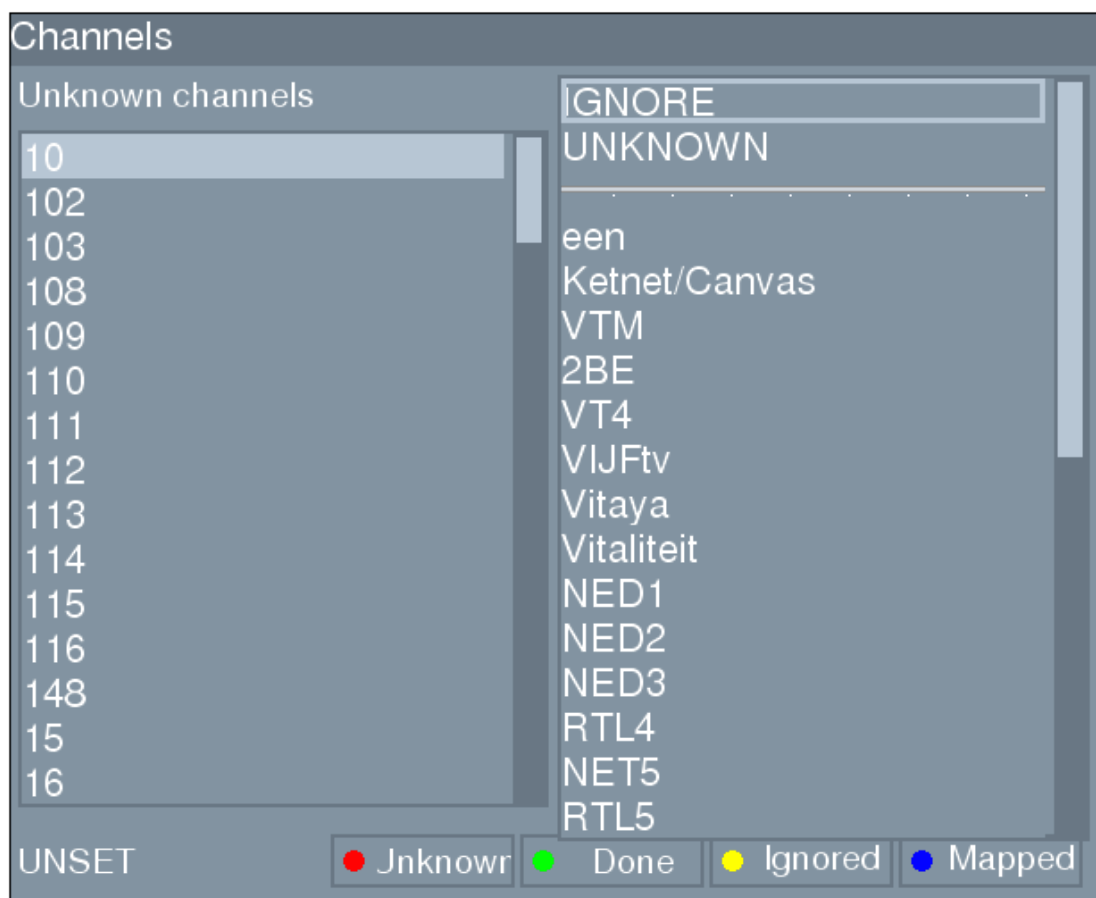 Channels
Unknown channels
10
102
103
108
109
110
111
112
113
114
115
116
148
15
16
IGNORE
UNKNOWN
een
Ketnet/Canvas
VTM
2BE
VT4
VIJFtv
Vitaya
Vitaliteit
NED1
NED2
NED3
RTL4
NET5
RTL5
UNSET
Jnknowr
Done
Ignored
Mapped